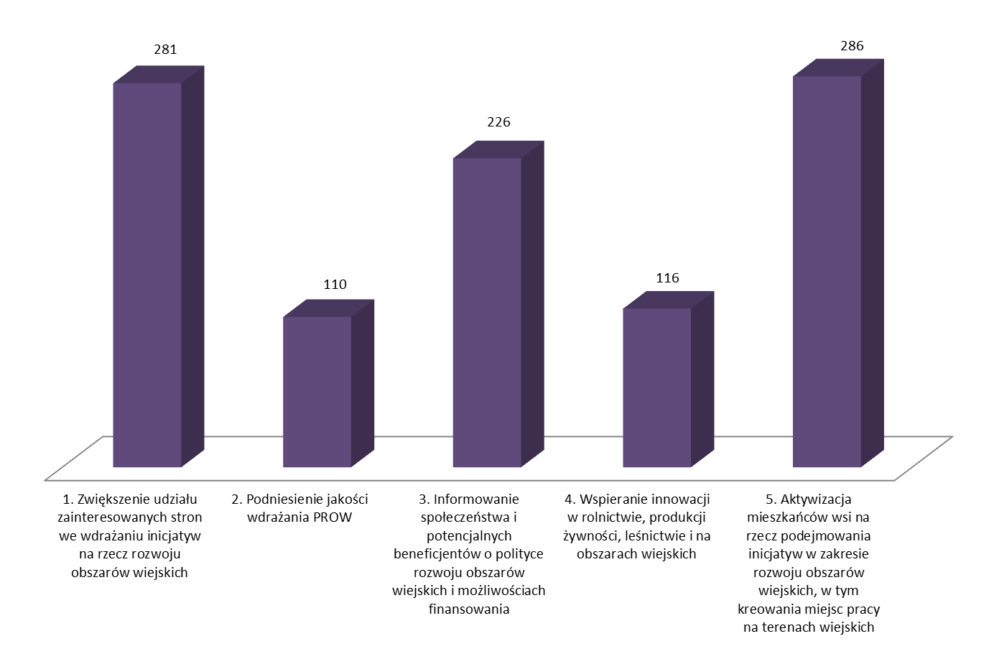 281
110
226
116
286
1. Zwiększenie udziału
zainteresowanych stron
we wdrażaniu inicjatyw
na rzecz rozwoju
obszarów wiejskich
2. Podniesienie jakości
wdrażania PROW
3. Informowanie
społeczeństwa i
potencjalnych
beneficjentów o polityce
rozwoju obszarów
wiejskich i możliwościach
finansowania
4. Wspieranie innowacji
w rolnictwie, produkcji
żywności, leśnictwie i na
obszarach wiejskich
5. Aktywizacja
mieszkańców wsi na
rzecz podejmowania
inicjatyw w zakresie
rozwoju obszarów
wiejskich, w tym
kreowania miejsc pracy
na terenach wiejskich